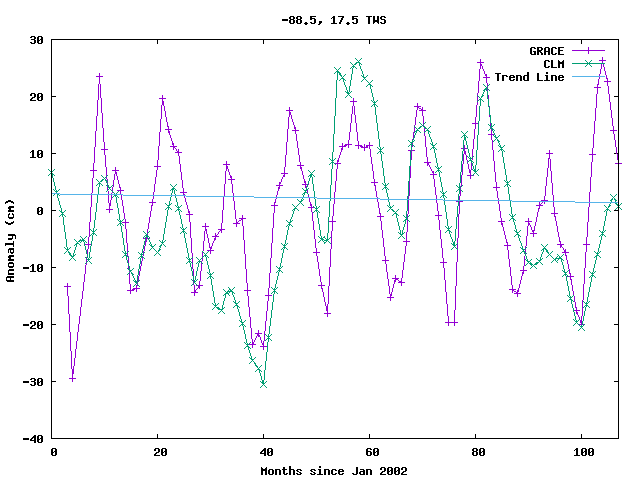 -88.5, 17.5 TWS
GRACE
CLM
Trend Line
30
20
10
0
-10
-20
-30
-40
Anomaly (cm)
0 20 40 60 80 100
Months since Jan 2002